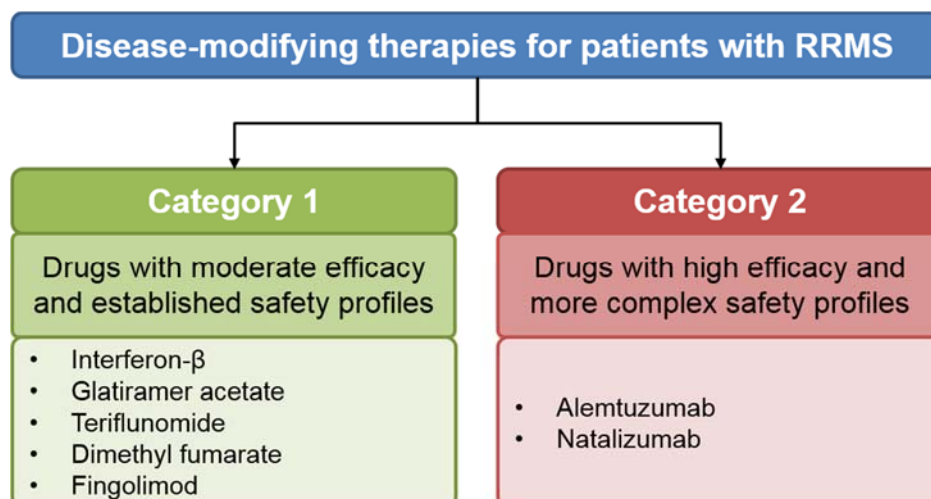 Disease-modifying therapies for patients with RRMS
Category 1
Drugs with moderate efficacy
and established safety profiles
• Interferon-β
• Glatiramer acetate
• Teriflunomide
• Dimethyl fumarate
• Fingolimod
Category 2
Drugs with high efficacy and
more complex safety profiles
• Alemtuzumab
• Natalizumab